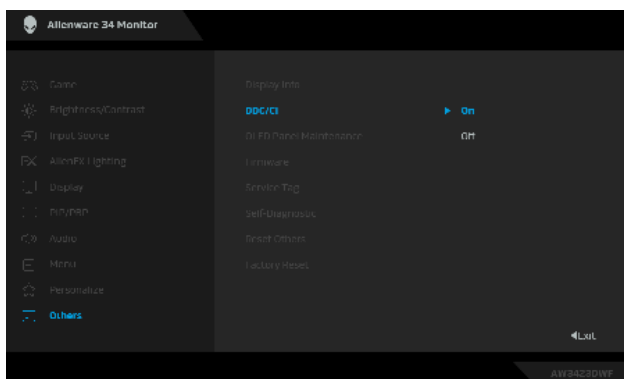 Alienware 34 Monitor
Game
Display Info
Brightness/Contrast
DDC/CI
On
Input Source
OLED Panel Maintenance
Off
AlienFX Lighting
Firmware
Display
Service Tag
PIP/PBP
Self-Diagnostic
Audio
Reset Others
Menu
Factory Reset
Personalize
Others
Exit
AW3423DWF